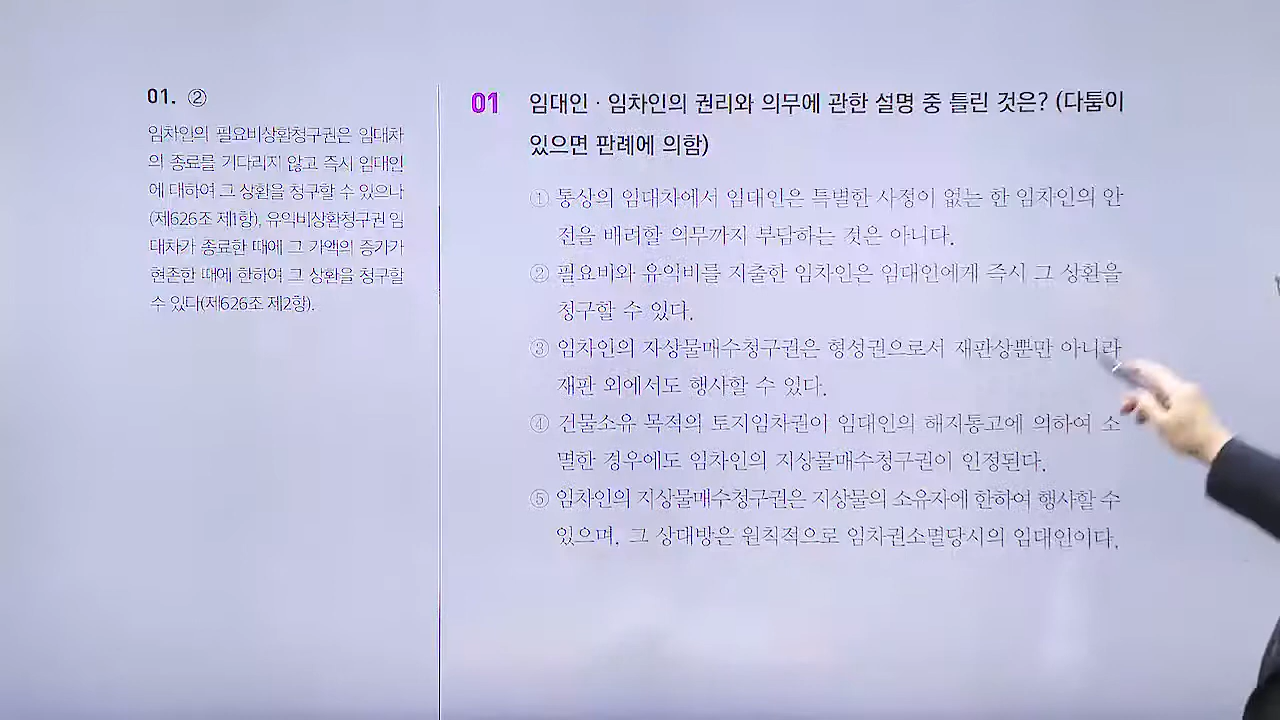 01. ②
임차인의 필요비상환청구권은 임대차
의 종료를 기다리지 않고 즉시 임대인
에 대하여 그 상환을 청구할 수 있으나
(제626조 제1항), 유익비상환청구권 임
대차가 종료한 때에 그 가액의 증가가
현존한 때에 한하여 그 상환을 청구할
수 있다(제626조 제2항).
01 임대인 · 임차인의 권리와 의무에 관한 설명 중 틀린 것은? (다툼이
있으면 판례에 의함)
① 통상의 임대차에서 임대인은 특별한 사정이 없는 한 임차인의 안
전을 배려할 의무까지 부담하는 것은 아니다.
② 필요비와 유익비를 지출한 임차인은 임대인에게 즉시 그 상환을
청구할 수 있다.
③ 임차인의 지상물매수청구권은 형성권으로서 재판상뿐만 아니라
재판 외에서도 행사할 수 있다.
④ 건물소유 목적의 토지임차권이 임대인의 해지통고에 의하여 소
멸한 경우에도 임차인의 지상물매수청구권이 인정된다.
⑤ 임차인의 지상물매수청구권은 지상물의 소유자에 한하여 행사할 수
있으며, 그 상대방은 원칙적으로 임차권소멸당시의 임대인이다.